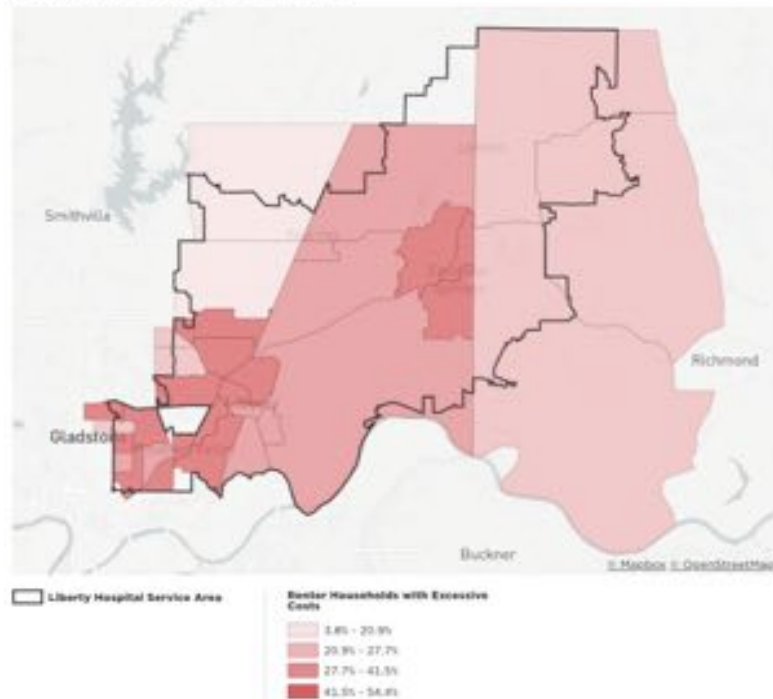 Smithville
Richmond
Gladstone
Buckner
© Mapbox © OpenStreetMap
Liberty Hospital Service Area
Renter Households with Excessive
Costs
3.8% - 20.9%
20.9% - 27.7%
27.7% - 41.5%
41.5% - 54.4%